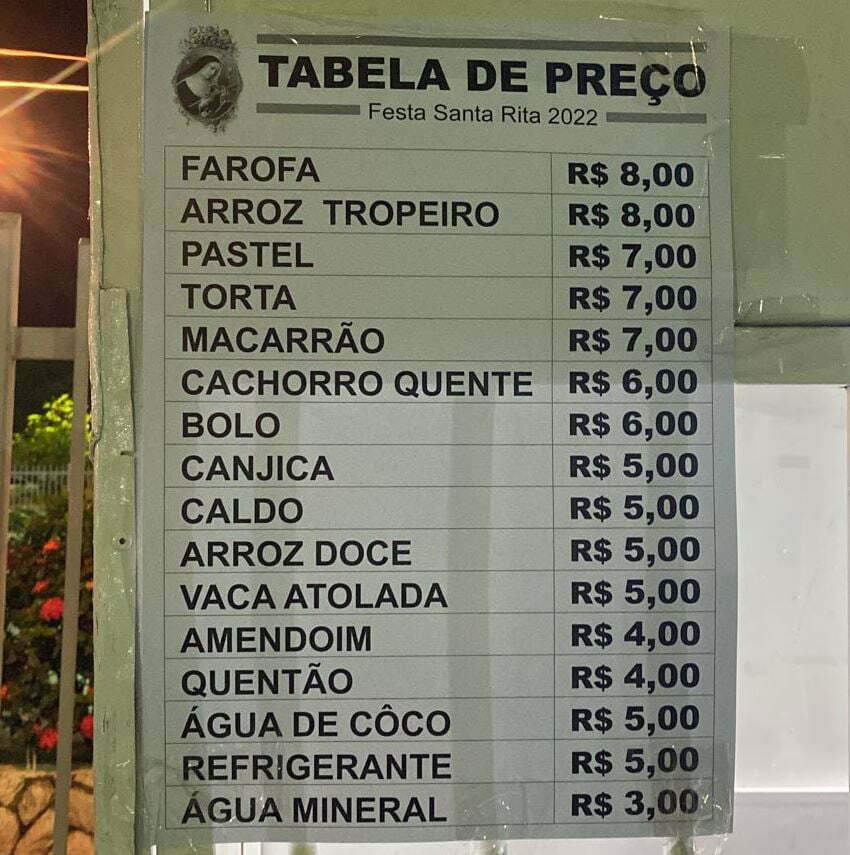 TABELA DE PREÇO
Festa Santa Rita 2022
FAROFA R$ 8,00
ARROZ TROPEIRO R$ 8,00
PASTEL R$ 7,00
TORTA R$ 7,00
MACARRÃO R$ 7,00
CACHORRO QUENTE R$ 6,00
BOLO R$ 6,00
CANJICA R$ 5,00
CALDO R$ 5,00
ARROZ DOCE R$ 5,00
VACA ATOLADA R$ 5,00
AMENDOIM R$ 4,00
QUENTÃO R$ 4,00
ÁGUA DE CÔCO R$ 5,00
REFRIGERANTE R$ 5,00
ÁGUA MINERAL R$ 3,00